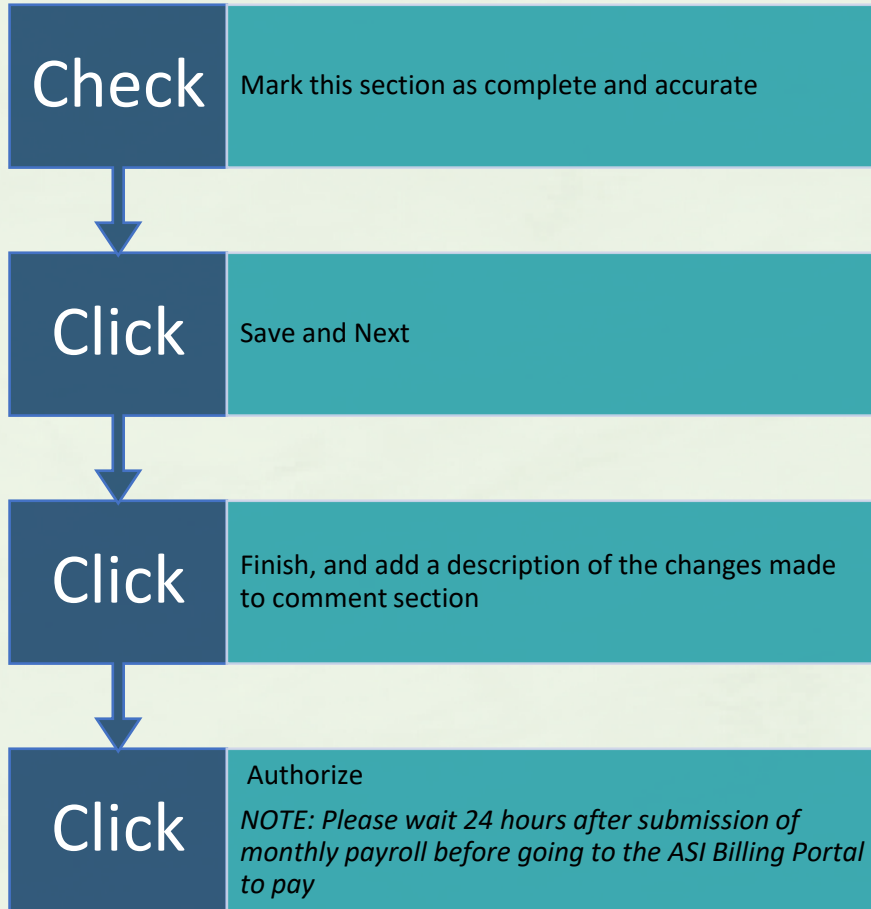 Check
Mark this section as complete and accurate
Click
Save and Next
Click
Finish, and add a description of the changes made
to comment section
Click
Authorize
NOTE: Please wait 24 hours after submission of
monthly payroll before going to the ASI Billing Portal
to pay